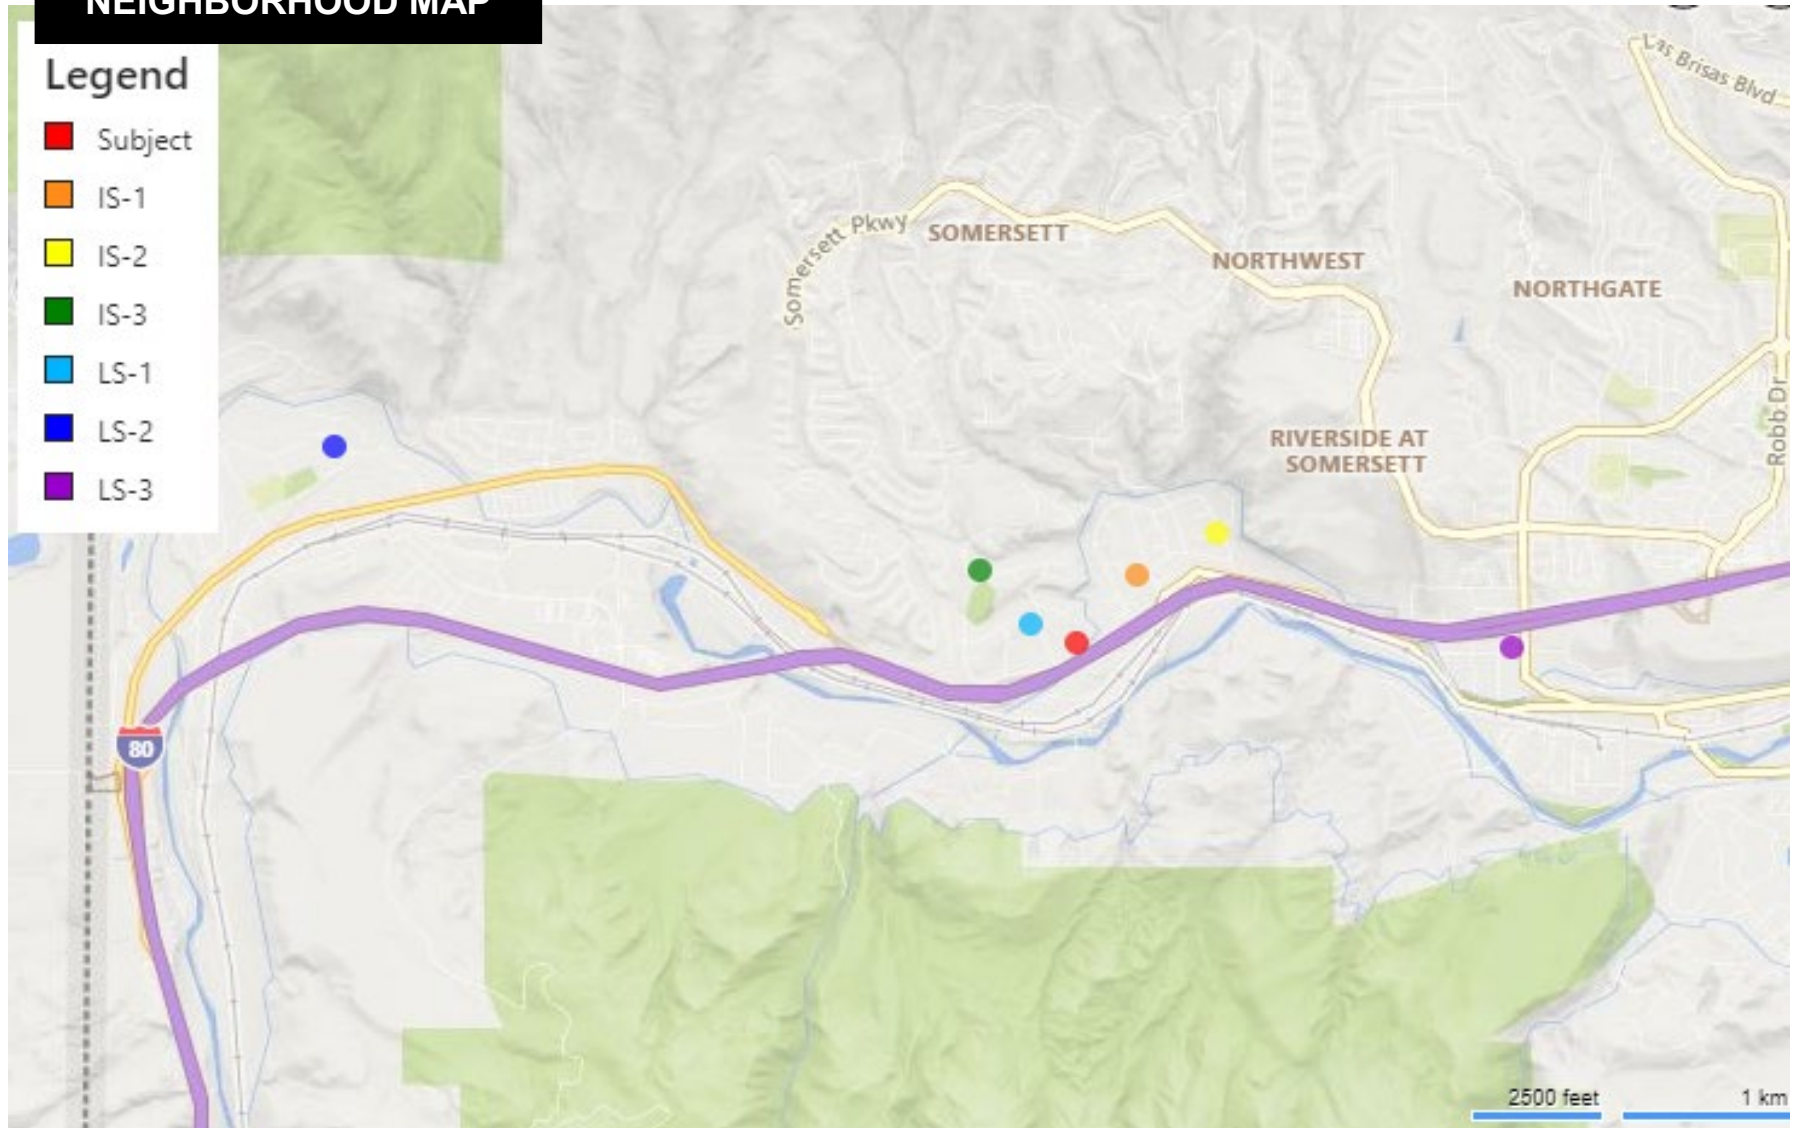 NEIGHBORHOOD MAP
Legend
Subject
IS-1
IS-2
IS-3
LS-1
LS-2
LS-3
Las Brisas Blvd
Somersett Pkwy
SOMERSETT
NORTHWEST
NORTHGATE
Robb Dr
RIVERSIDE AT
SOMERSETT
80
2500 feet
1 km